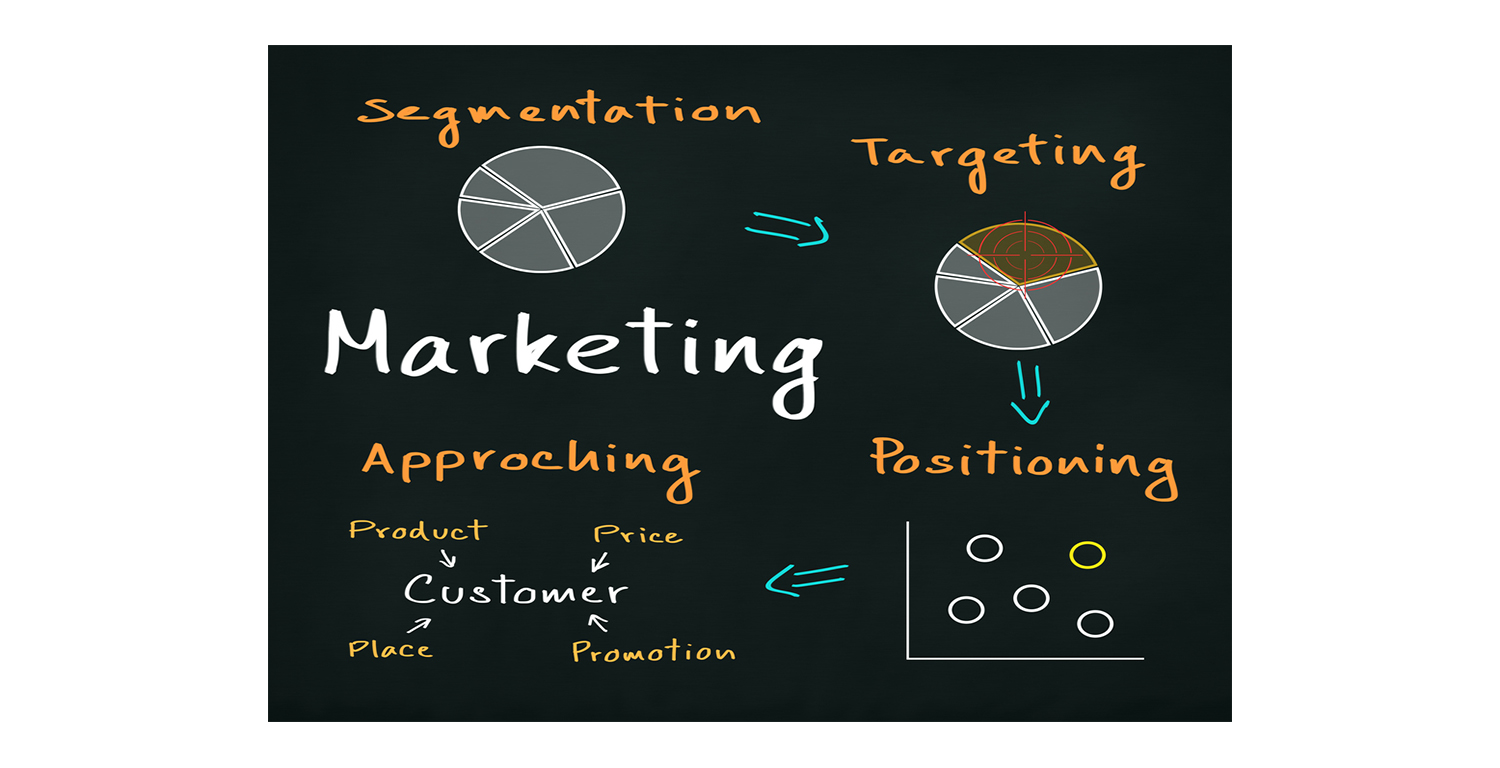 Segmentation
Targeting
Marketing
Approching
Positioning
Product
Price
Customer
Place
Promotion